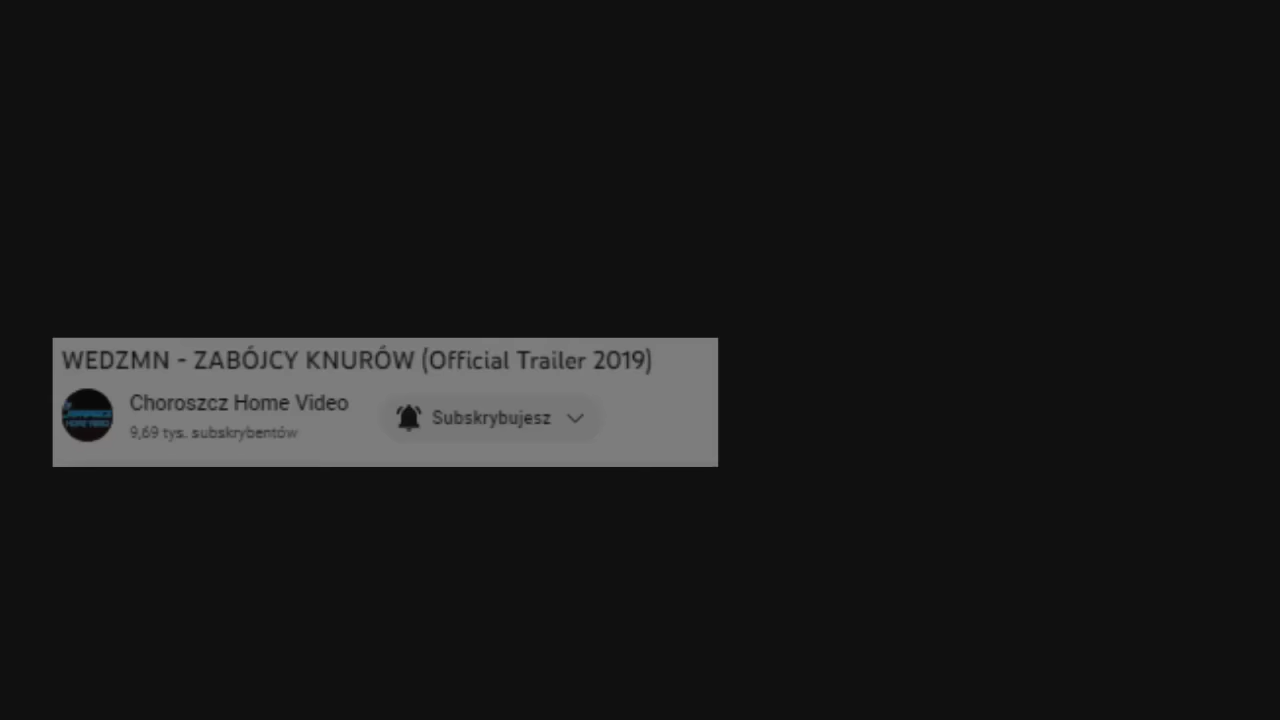 WEDZMN - ZABÓJCY KNURÓW (Official Trailer 2019)
Choroszcz Home Video
9,69 tys. subskrybentów
Subskrybujesz